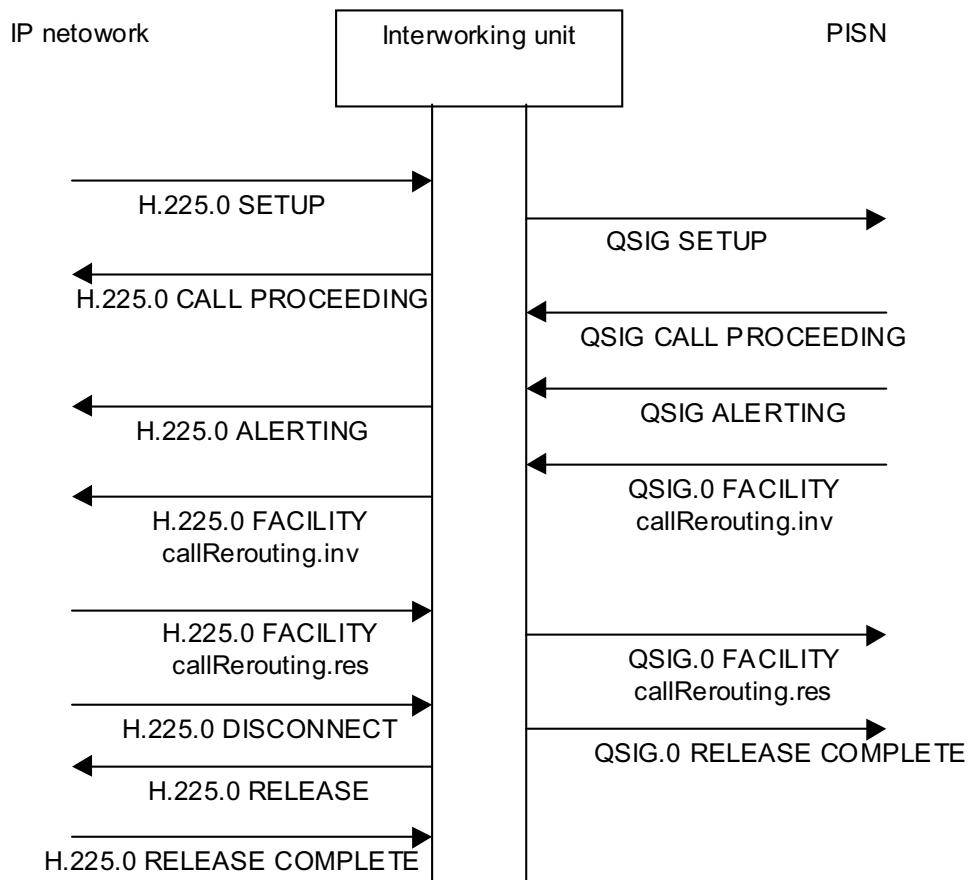 IP netowork
Interworking unit
PISN
H.225.0 SETUP
QSIG SETUP
H.225.0 CALL PROCEEDING
QSIG CALL PROCEEDING
H.225.0 ALERTING
QSIG ALERTING
H.225.0 FACILITY
callRerouting.inv
QSIG.0 FACILITY
callRerouting.inv
H.225.0 FACILITY
callRerouting.res
QSIG.0 FACILITY
callRerouting.res
H.225.0 DISCONNECT
QSIG.0 RELEASE COMPLETE
H.225.0 RELEASE
H.225.0 RELEASE COMPLETE